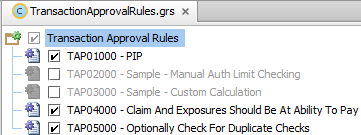 TransactionApprovalRules.grs
Transaction Approval Rules
TAP01000 - PIP
TAP02000 - Sample - Manual Auth Limit Checking
TAP03000 - Sample - Custom Calculation
TAP04000 - Claim And Exposures Should Be At Ability To Pay
TAP05000 - Optionally Check For Duplicate Checks